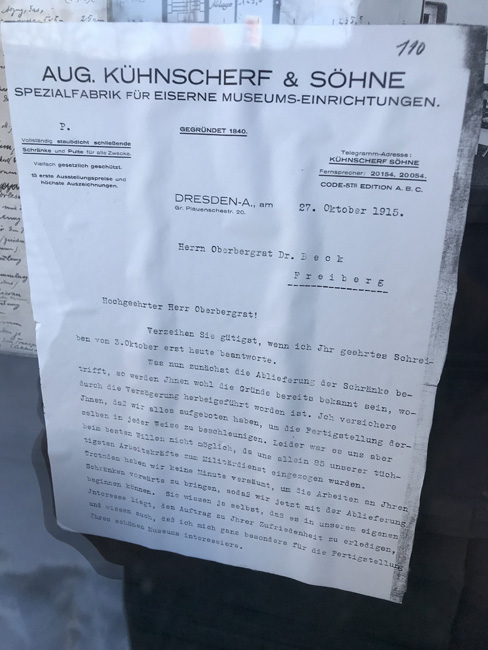 110
AUG. KÜHNSCHERF & SÖHNE
SPEZIALFABRIK FÜR EISERNE MUSEUMS-EINRICHTUNGEN.
P.
Vollständig staubdicht schließende
Schränke und Pulte für alle Zwecke.
Vielfach gesetzlich geschützt.
10 erste Ausstellungspreise und
höchste Auszeichnungen.
GEGRÜNDET 1840.
Telegramm-Adresse:
KÜHNSCHERF SÖHNE
Fernsprecher: 20154, 20054.
CODE-5TH EDITION A. B. C.
DRESDEN-A., am 27. Oktober 1915.
Gr. Plauenschestr. 20.
Herrn Oberbergrat Dr. Beck
Freiberg
Hochgeehrter Herr Oberbergrat!
Verzeihen Sie gütigst, wenn ich Jhr geehrtes Schrei-
ben von 3.Oktober erst heute beantworte.
Was nun zunächst die Ablieferung der Schränke be-
trifft, so werden Jhnen wohl die Gründe bereits bekannt sein, wo-
durch die Verzögerung herbeigeführt worden ist. Jch versichere
Jhnen, daß wir alles aufgeboten haben, um die Fertigstellung der-
selben in jeder Weise zu beschleunigen. Leider war es uns aber
beim besten Willen nicht möglich, da uns allein 85 unserer tüch-
tigsten Arbeitskräfte zum Militärdienst eingezogen wurden.
Trotzdem haben wir keine Minute versäumt, um die Arbeiten an Jhren
Schränken vorwärts zu bringen, sodaß wir jetzt mit der Ablieferung
beginnen können. Sie wissen ja selbst, daß es in unserem eigenen
Interesse liegt, den Auftrag zu Jhrer Zufriedenheit zu erledigen,
und wissen auch, daß ich mich ganz besonders für die Fertigstellung
Jhres schönen Museums interessiere.